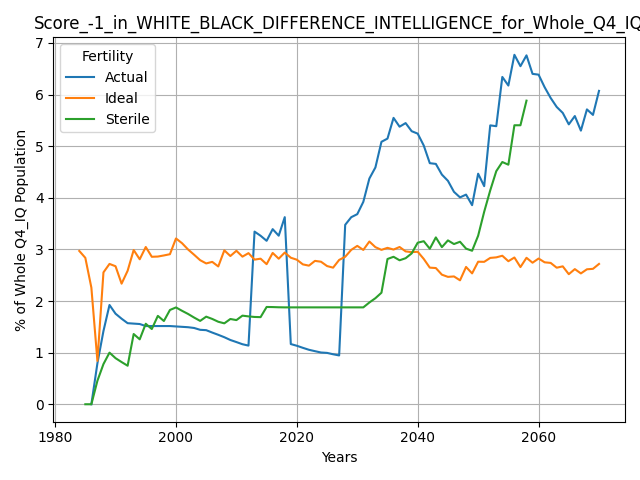 Score_-1_in_WHITE_BLACK_DIFFERENCE_INTELLIGENCE_for_Whole_Q4_IQ
Fertility
Actual
Ideal
Sterile
% of Whole Q4_IQ Population
7
6
5
4
3
2
1
0
1980 2000 2020 2040 2060
Years